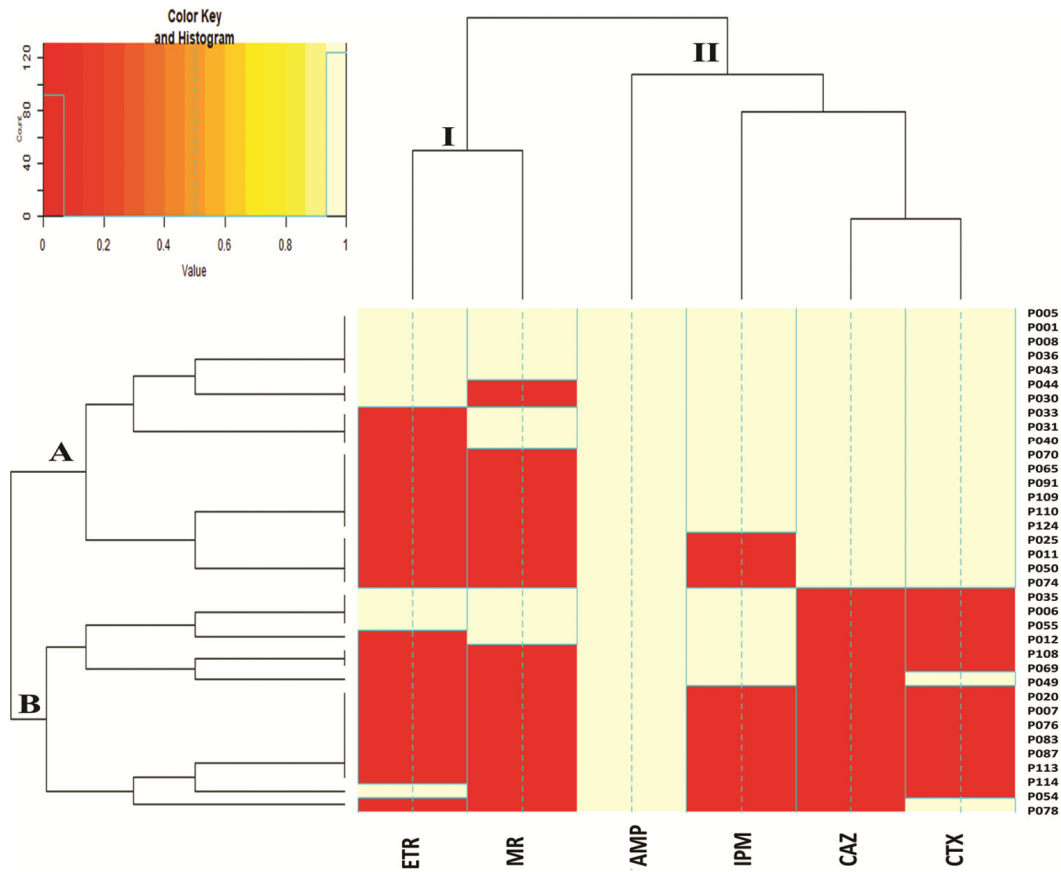 Color Key
and Histogram
120
80
40
0
Count
0 0.2 0.4 0.6 0.8 1
Value
I
II
A
B
P005
P001
P008
P036
P043
P044
P030
P033
P031
P040
P070
P065
P091
P109
P110
P124
P025
P011
P050
P074
P035
P006
P055
P012
P108
P069
P049
P020
P007
P076
P083
P087
P113
P114
P054
P078
ETR MR AMP IPM CAZ CTX